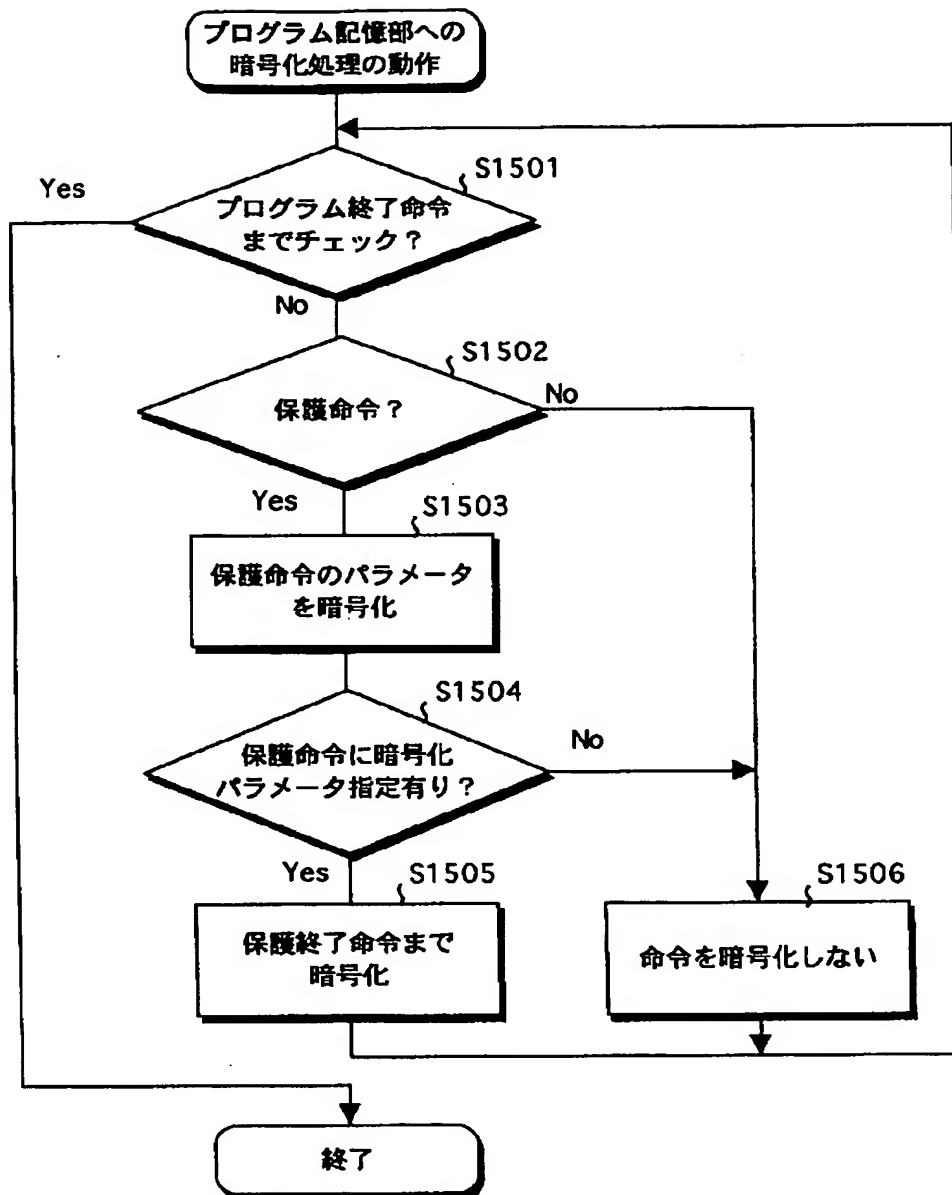 プログラム記憶部への
暗号化処理の動作
S1501
Yes
プログラム終了命令
までチェック？
No
S1502
保護命令？
No
Yes
S1503
保護命令のパラメータ
を暗号化
S1504
保護命令に暗号化
パラメータ指定有り？
No
Yes
S1505
保護終了命令まで
暗号化
S1506
命令を暗号化しない
終了